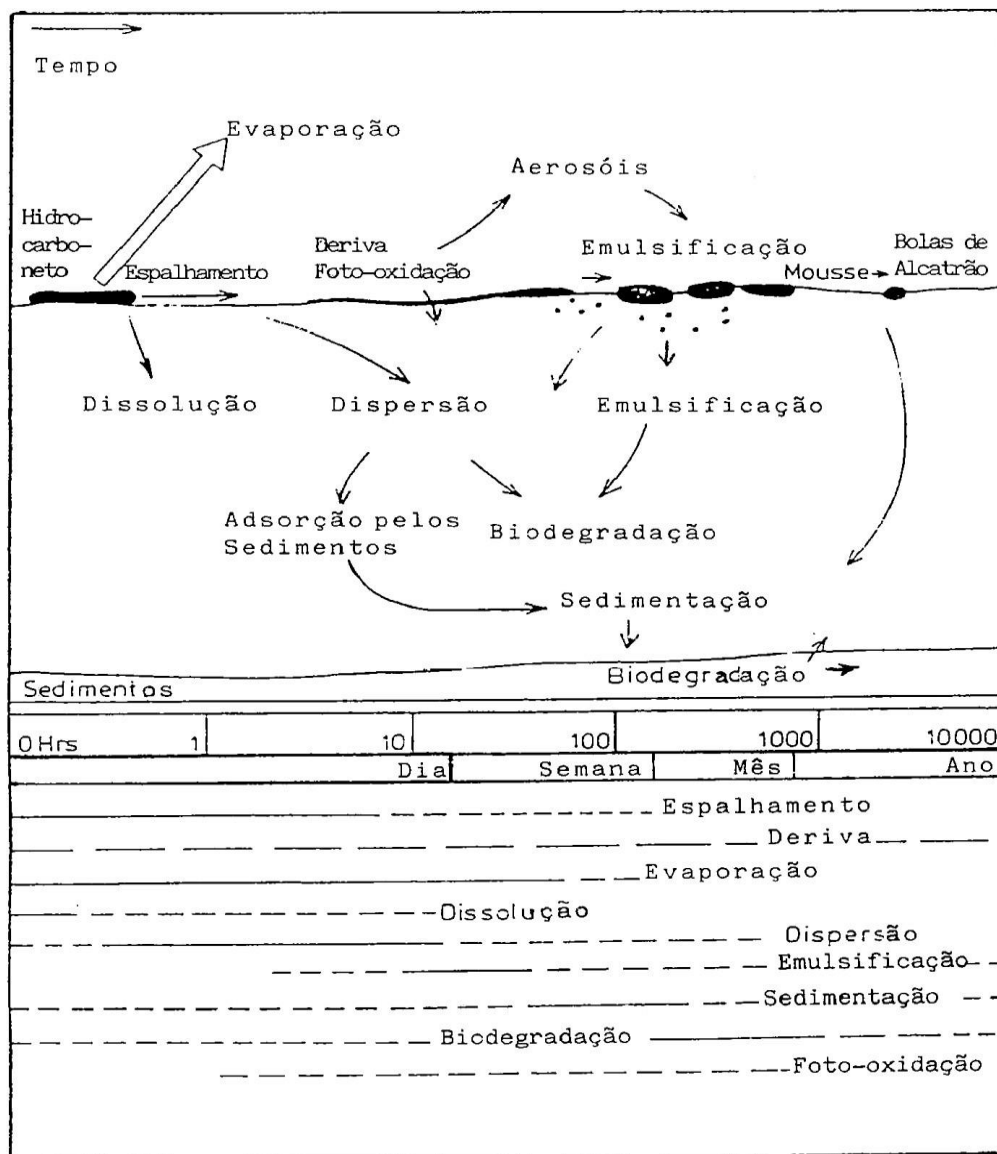 Tempo
Evaporação
Aerosóis
Hidro-
carbo-
neto
Espalhamento
Deriva
Foto-oxidação
Emulsificação
Mousse
Bolas de
Alcatrão
Dissolução
Dispersão
Emulsificação
Adsorção pelos
Sedimentos
Biodegradação
Sedimentação
Biodegradação
Sedimentos
0 Hrs 1 10 100 1000 10000
Dia Semana Mês Ano
Espalhamento
Deriva
Evaporação
Dissolução
Dispersão
Emulsificação
Sedimentação
Biodegradação
Foto-oxidação